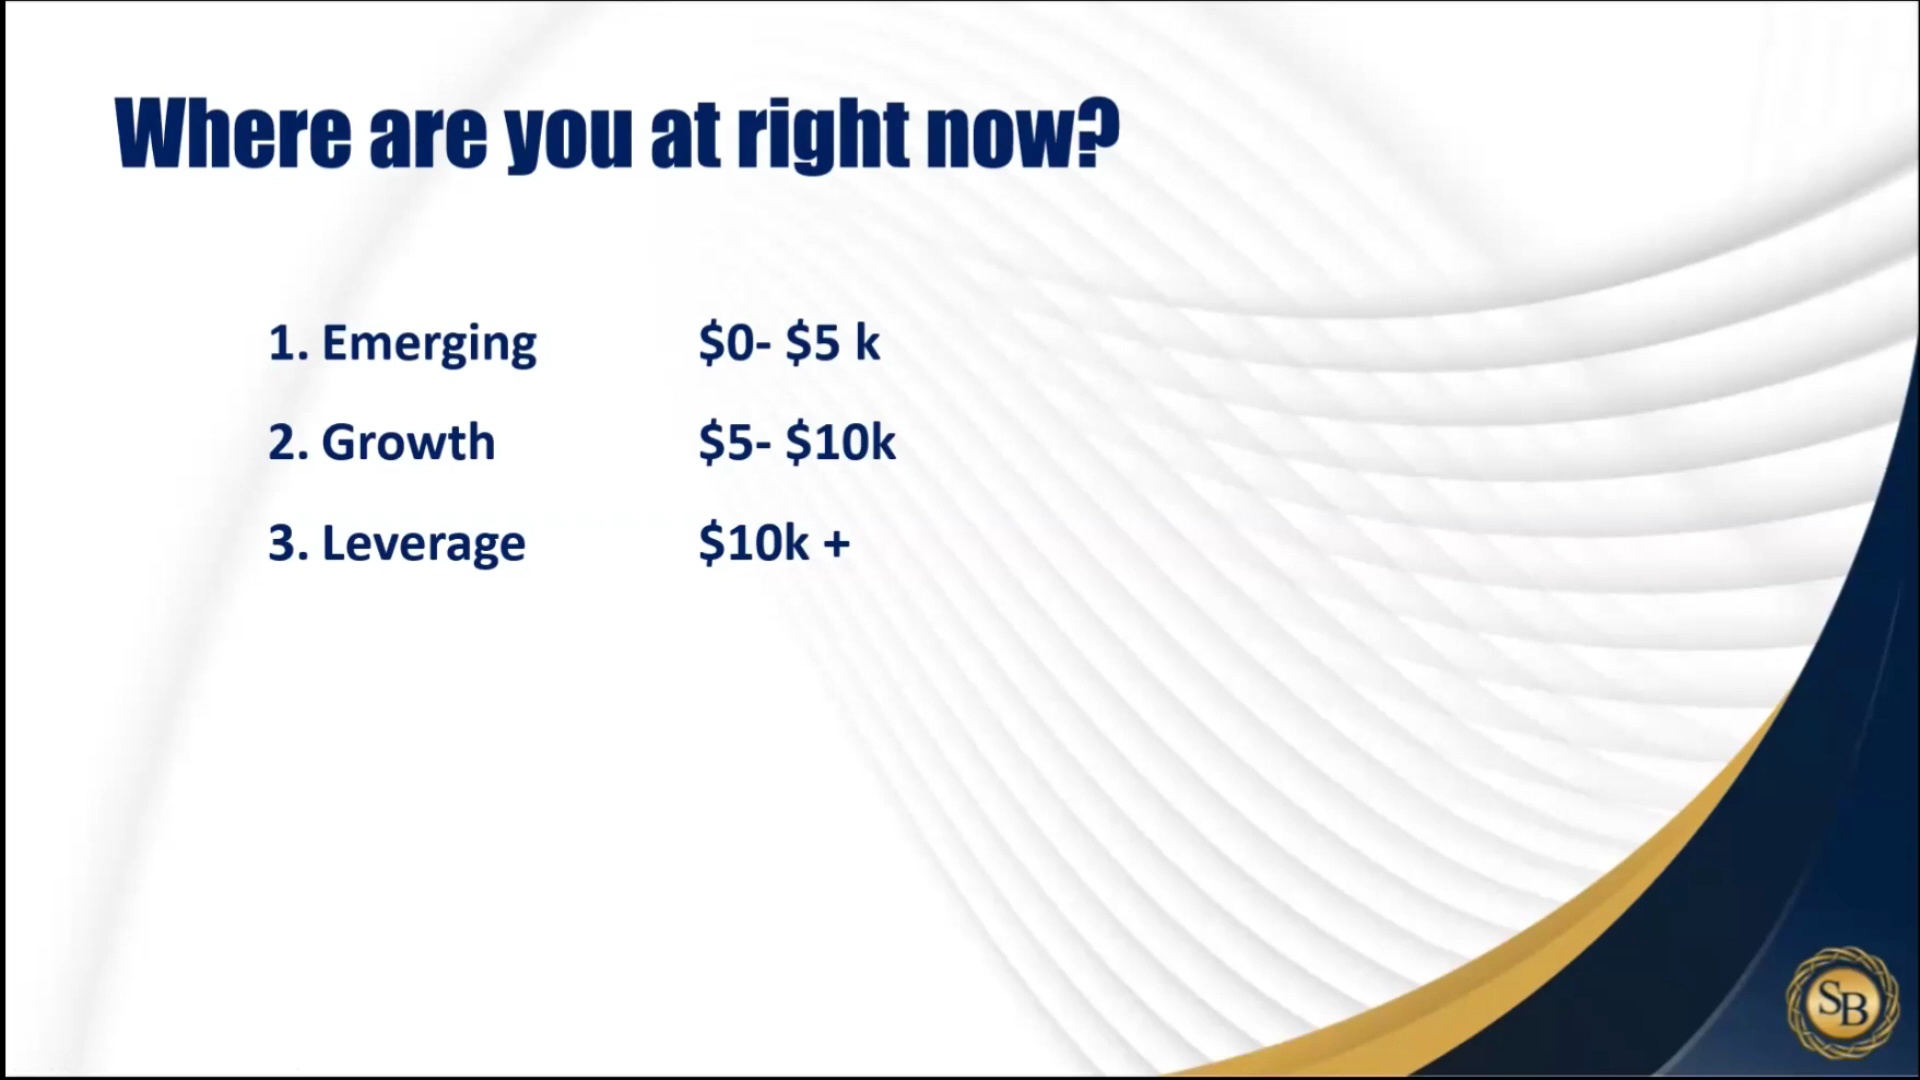 Where are you at right now?
1. Emerging $0- $5 k
2. Growth $5- $10k
3. Leverage $10k +
SB